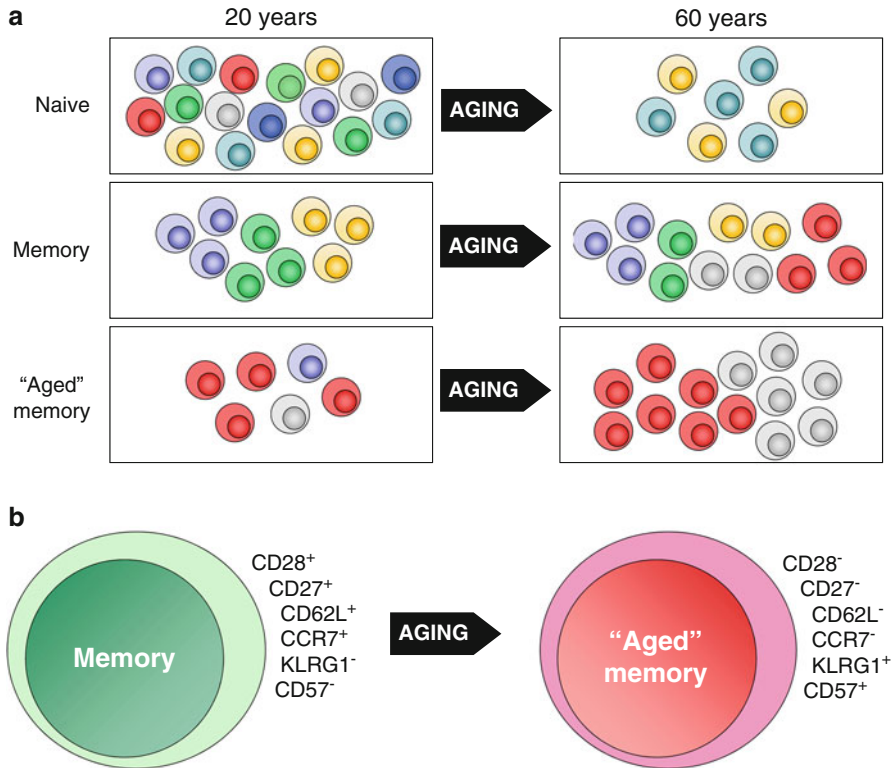 a
20 years
60 years
Naive
AGING
Memory
AGING
“Aged”
memory
AGING
b
Memory
CD28⁺
CD27⁺
CD62L⁺
CCR7⁺
KLRG1⁻
CD57⁻
AGING
“Aged”
memory
CD28⁻
CD27⁻
CD62L⁻
CCR7⁻
KLRG1⁺
CD57⁺